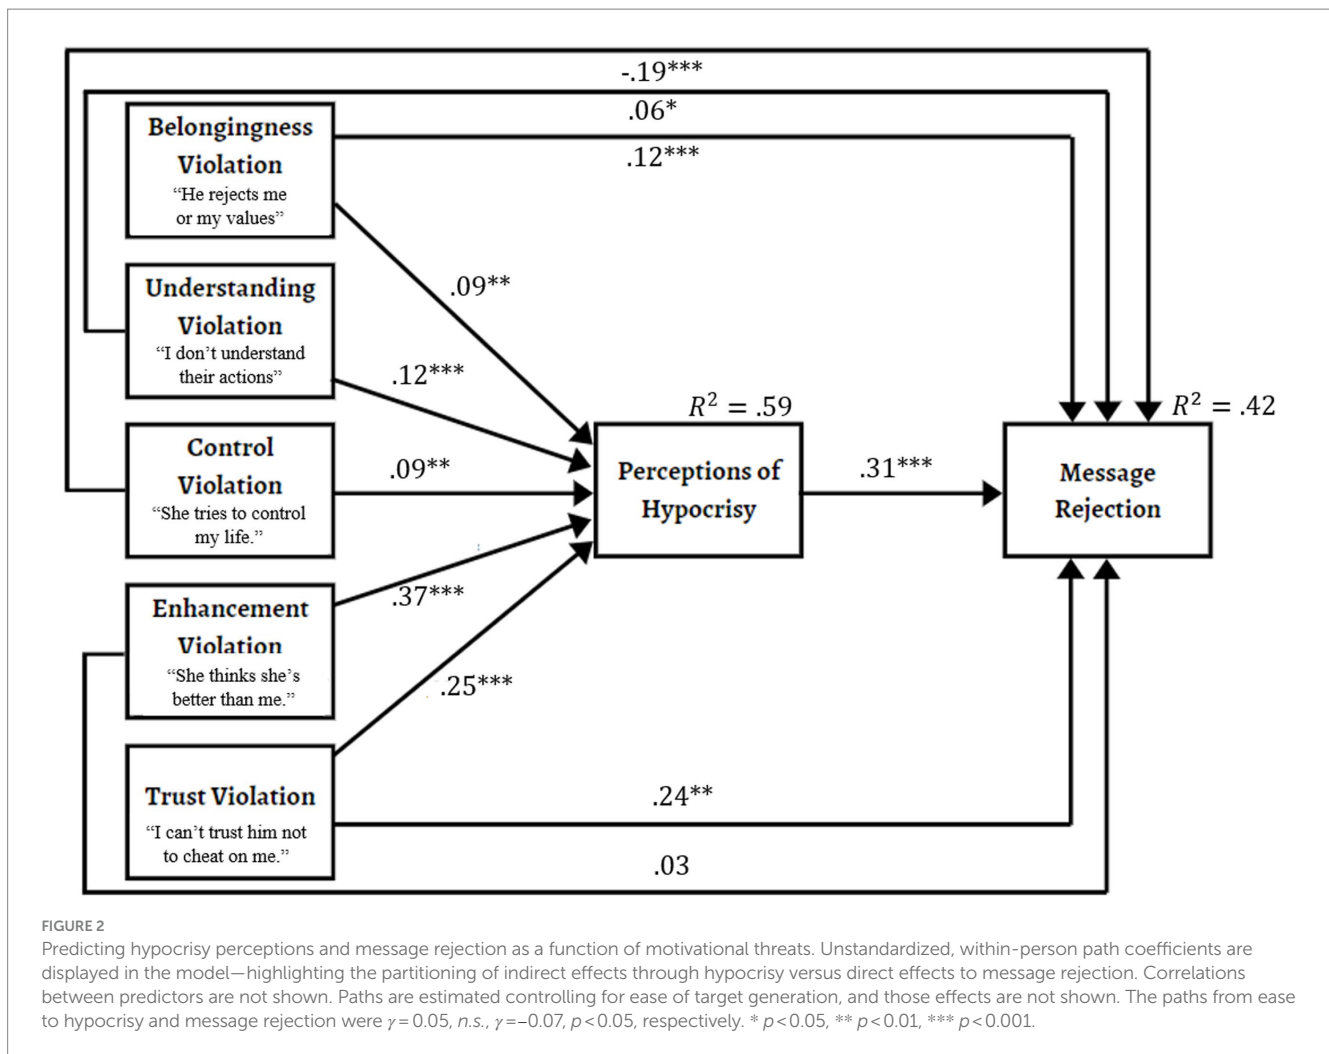 -.19***
.06*
.12***
Belongingness
Violation
“He rejects me
or my values”
.09**
Understanding
Violation
“I don’t understand
their actions”
.12***
Control
Violation
“She tries to control
my life.”
.09**
R² = .59
Perceptions of
Hypocrisy
.31***
R² = .42
Message
Rejection
Enhancement
Violation
“She thinks she’s
better than me.”
.37***
.25***
Trust Violation
“I can’t trust him not
to cheat on me.”
.24**
.03
FIGURE 2
Predicting hypocrisy perceptions and message rejection as a function of motivational threats. Unstandardized, within-person path coefficients are
displayed in the model—highlighting the partitioning of indirect effects through hypocrisy versus direct effects to message rejection. Correlations
between predictors are not shown. Paths are estimated controlling for ease of target generation, and those effects are not shown. The paths from ease
to hypocrisy and message rejection were γ = 0.05, n.s., γ = –0.07, p < 0.05, respectively. * p < 0.05, ** p < 0.01, *** p < 0.001.